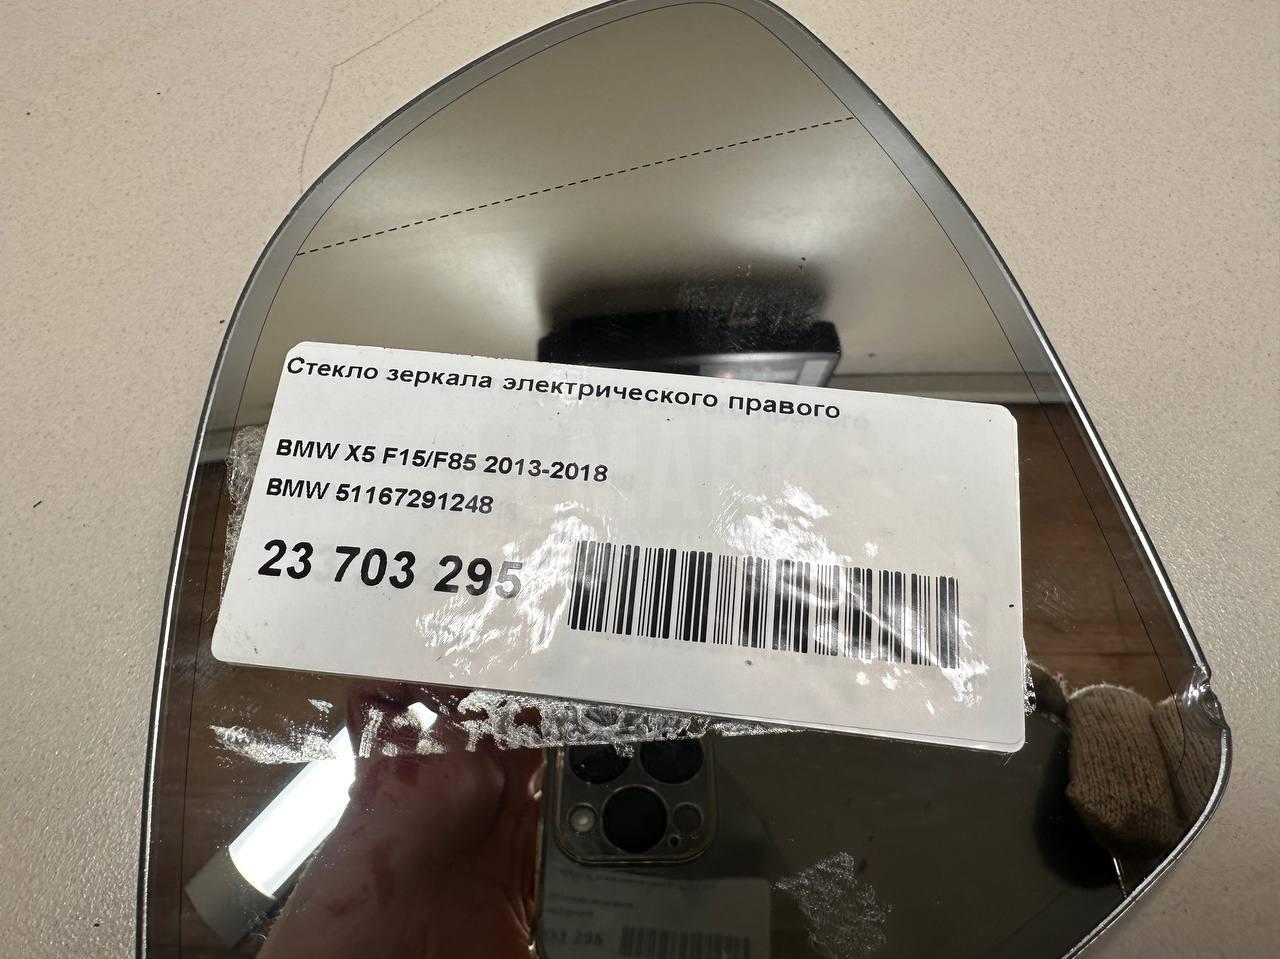 Стекло зеркала электрического правого
BMW X5 F15/F85 2013-2018
BMW 51167291248
23 703 295